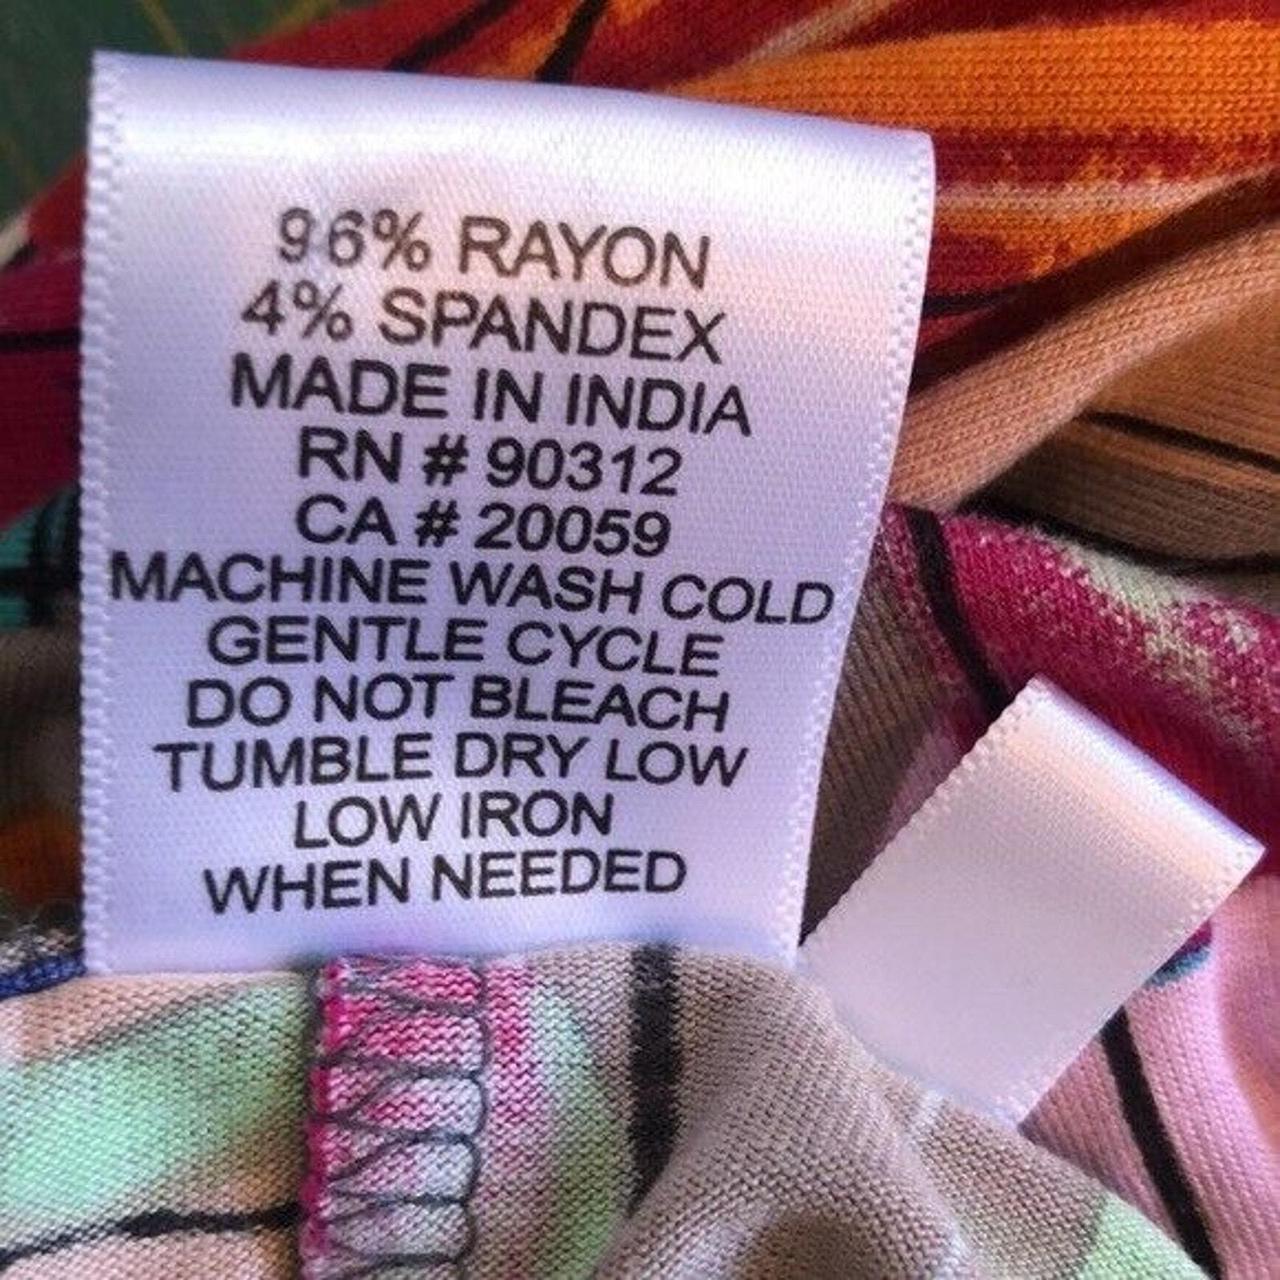 96% RAYON
4% SPANDEX
MADE IN INDIA
RN # 90312
CA # 20059
MACHINE WASH COLD
GENTLE CYCLE
DO NOT BLEACH
TUMBLE DRY LOW
LOW IRON
WHEN NEEDED